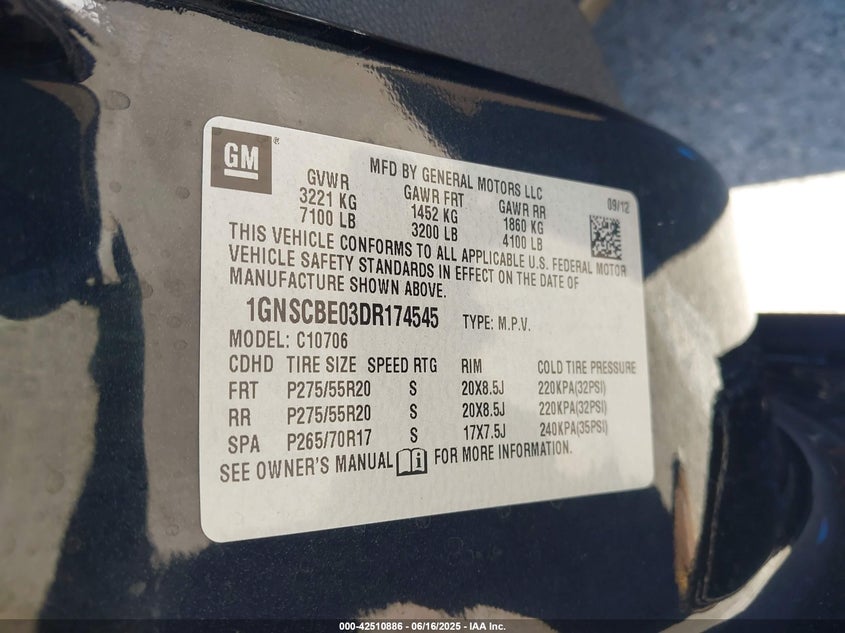 GM
®
MFD BY GENERAL MOTORS LLC
GVWR GAWR FRT GAWR RR 09/12
3221 KG 1452 KG 1860 KG
7100 LB 3200 LB 4100 LB
THIS VEHICLE CONFORMS TO ALL APPLICABLE U.S. FEDERAL MOTOR
VEHICLE SAFETY STANDARDS IN EFFECT ON THE DATE OF
MANUFACTURE SHOWN ABOVE.
1GNSCBE03DR174545 TYPE: M.P.V.
MODEL: C10706
CDHD TIRE SIZE SPEED RTG RIM COLD TIRE PRESSURE
FRT P275/55R20 S 20X8.5J 220KPA(32PSI)
RR P275/55R20 S 20X8.5J 220KPA(32PSI)
SPA P265/70R17 S 17X7.5J 240KPA(35PSI)
SEE OWNER'S MANUAL i FOR MORE INFORMATION.
000-42510886 - 06/16/2025 - IAA Inc.